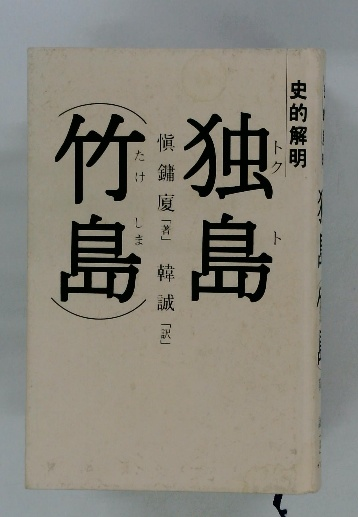 史的解明
独島
トクト
慎鏞廈「著」 韓誠「訳」
（竹島）
たけしま